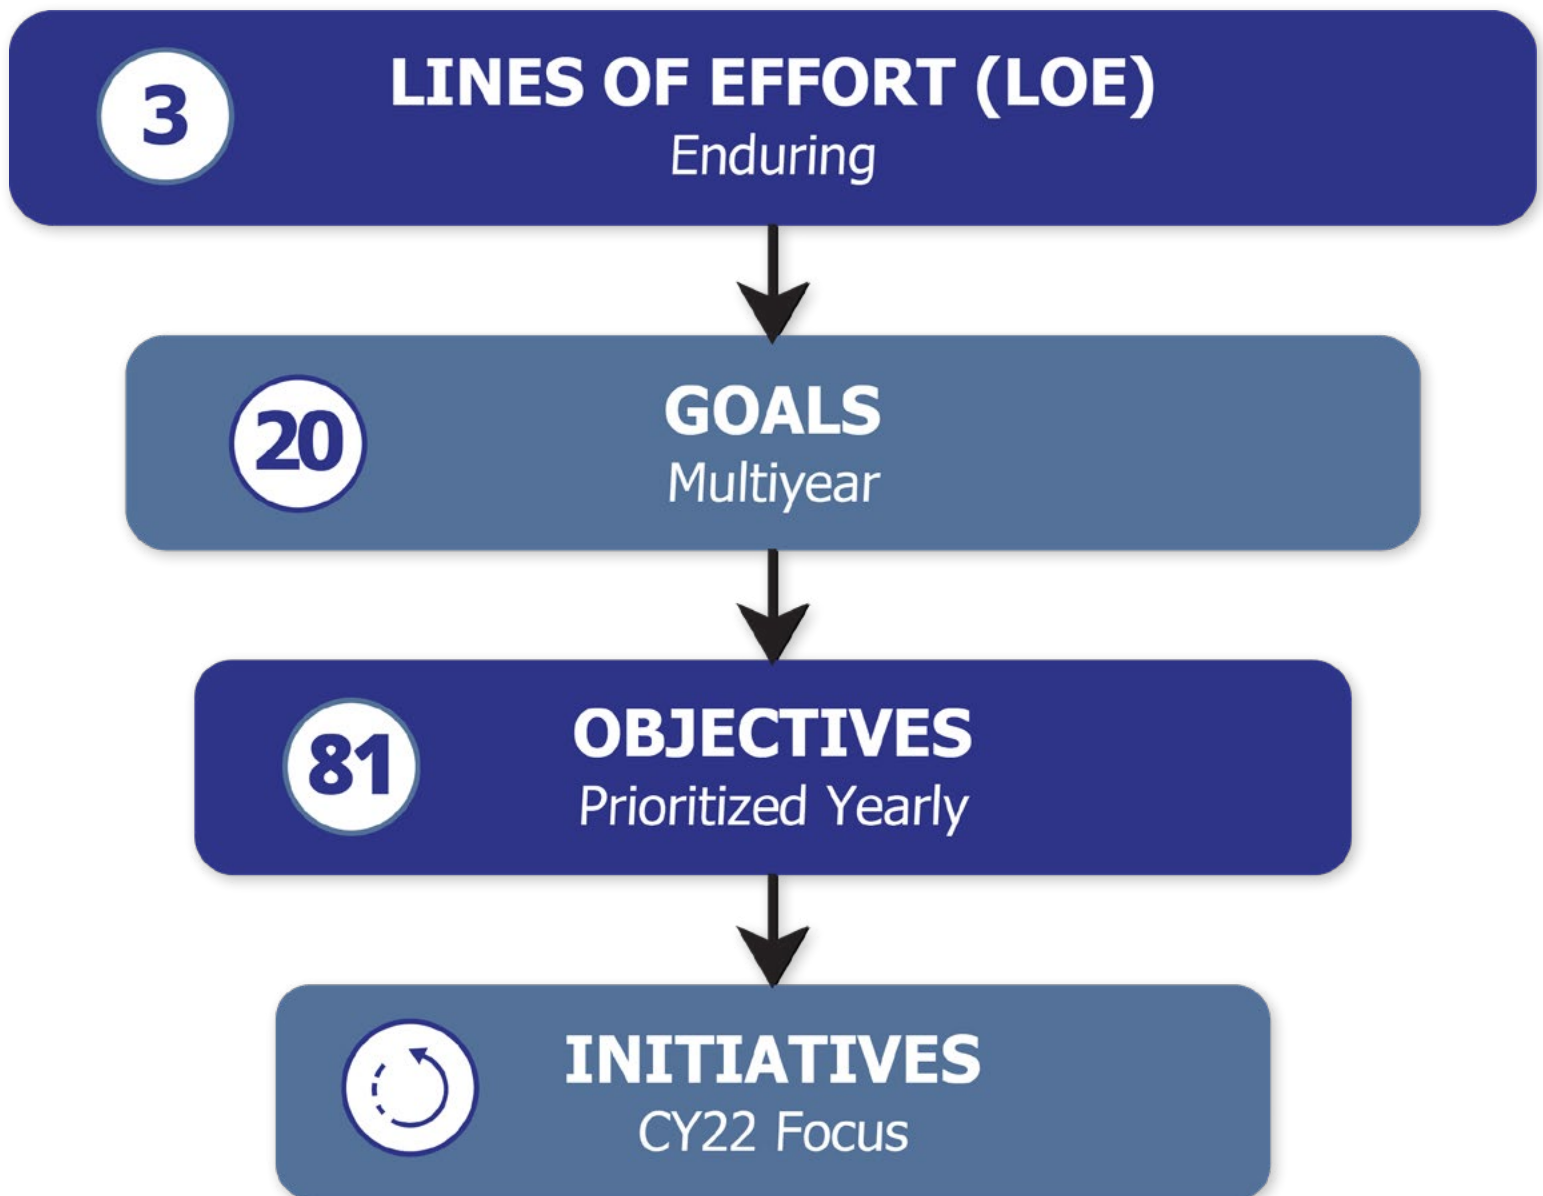 3
LINES OF EFFORT (LOE)
Enduring
20
GOALS
Multiyear
81
OBJECTIVES
Prioritized Yearly
INITIATIVES
CY22 Focus